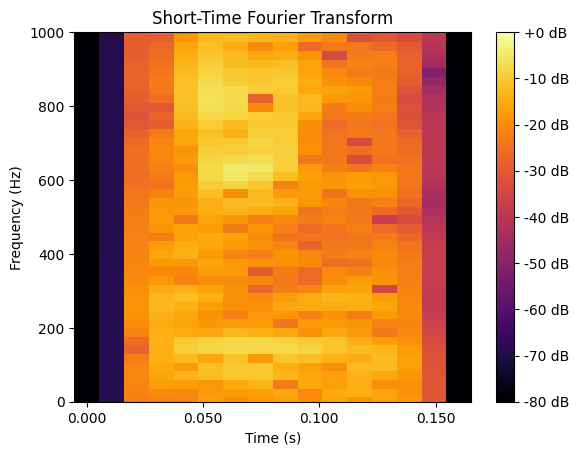 Short-Time Fourier Transform
1000
800
600
400
200
0
Frequency (Hz)
0.000
0.050
0.100
0.150
Time (s)
+0 dB
-10 dB
-20 dB
-30 dB
-40 dB
-50 dB
-60 dB
-70 dB
-80 dB